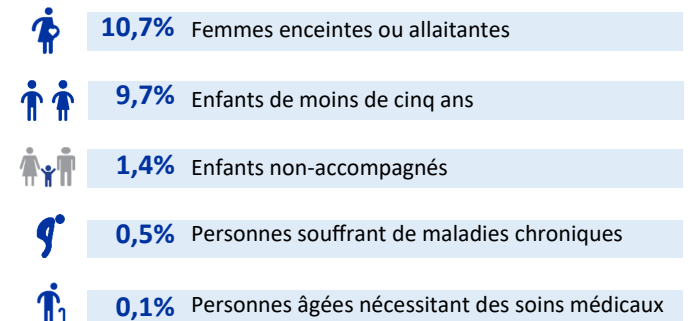 10,7% Femmes enceintes ou allaitantes
9,7% Enfants de moins de cinq ans
1,4% Enfants non-accompagnés
0,5% Personnes souffrant de maladies chroniques
0,1% Personnes âgées nécessitant des soins médicaux